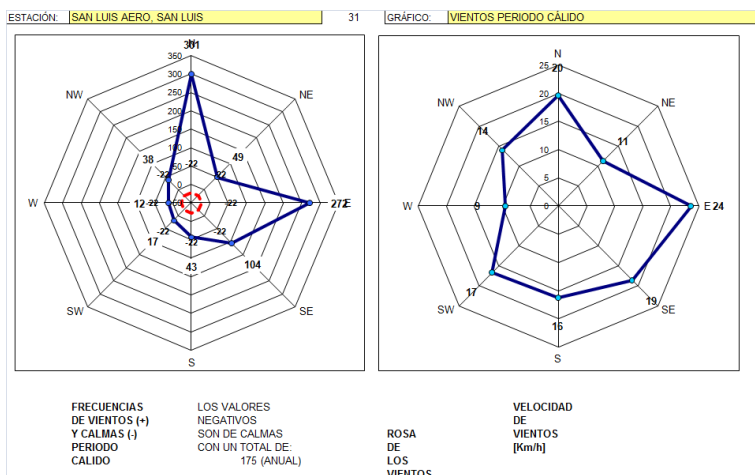 ESTACIÓN: SAN LUIS AERO, SAN LUIS 31 GRÁFICO: VIENTOS PERIODO CÁLIDO
N
301
350
300
250
200
150
100
50
0
-50
NW
NE
38
49
-22
-22
-22
W
12
-22
-22
272
E
-22
-22
-22
17
43
104
SW
SE
S
N
20
25
20
15
10
5
0
NW
NE
14
11
W
9
E
24
17
19
16
SW
SE
S
FRECUENCIAS
DE VIENTOS (+)
Y CALMAS (-)
PERIODO
CALIDO
LOS VALORES
NEGATIVOS
SON DE CALMAS
CON UN TOTAL DE:
175 (ANUAL)
ROSA
DE
LOS
VIENTOS
VELOCIDAD
DE
VIENTOS
[Km/h]